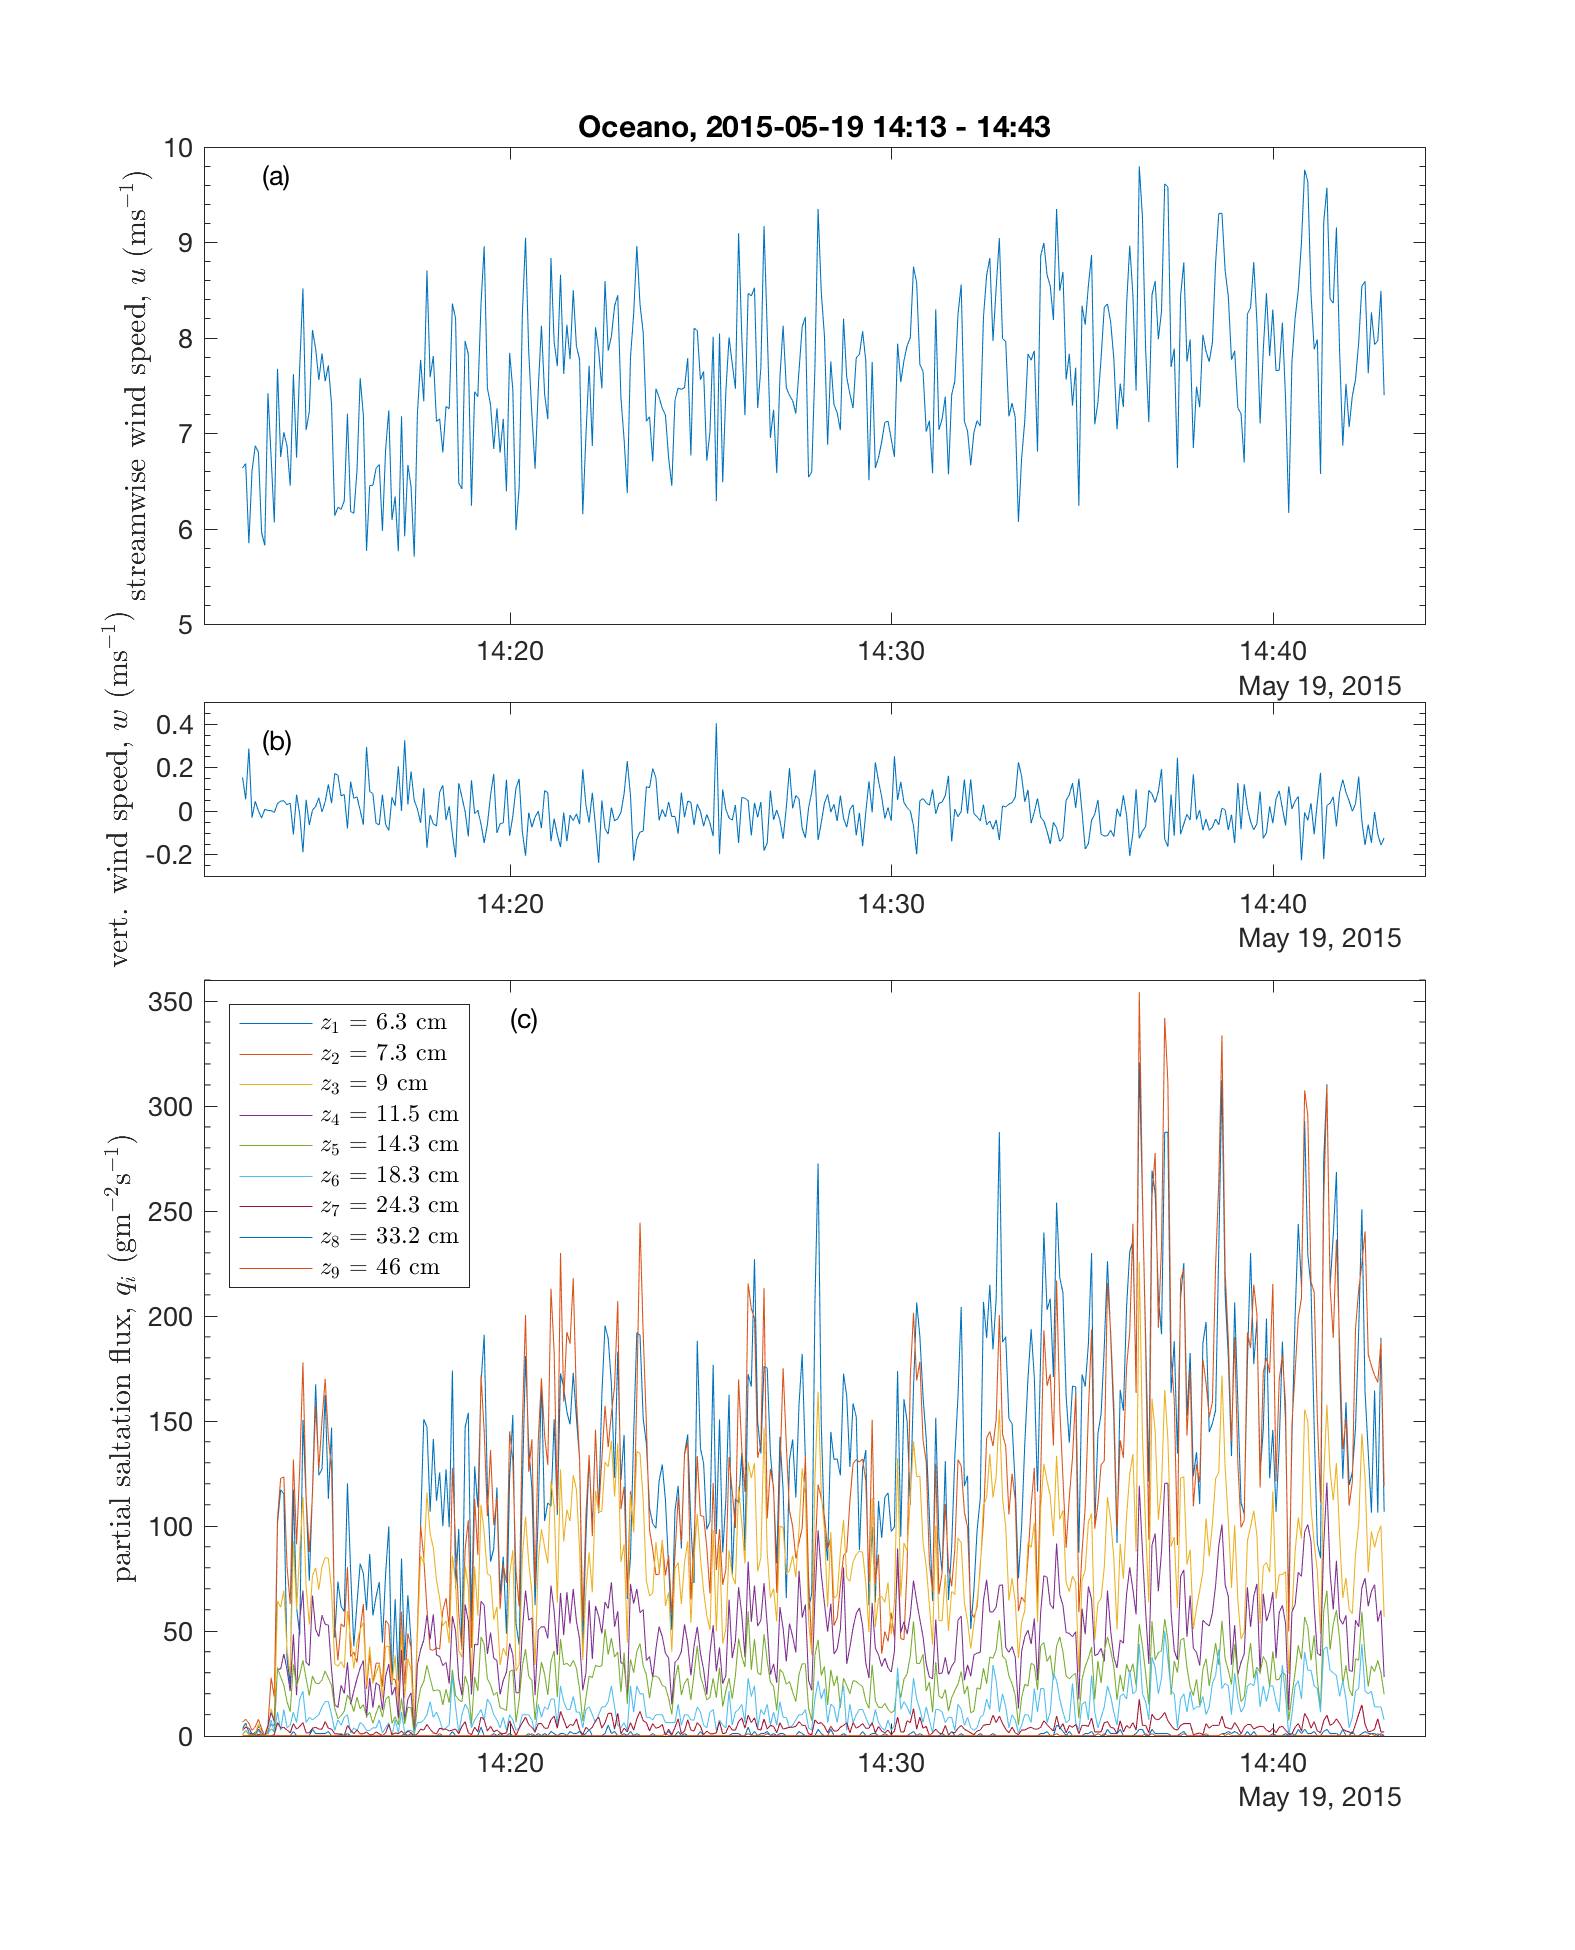 Oceano, 2015-05-19 14:13 - 14:43
(a)
streamwise wind speed, u (ms⁻¹)
10
9
8
7
6
5
14:20 14:30 14:40
May 19, 2015
(b)
vert. wind speed, w (ms⁻¹)
0.4
0.2
0
-0.2
14:20 14:30 14:40
May 19, 2015
(c)
partial saltation flux, qᵢ (gm⁻²s⁻¹)
350
300
250
200
150
100
50
0
z₁ = 6.3 cm
z₂ = 7.3 cm
z₃ = 9 cm
z₄ = 11.5 cm
z₅ = 14.3 cm
z₆ = 18.3 cm
z₇ = 24.3 cm
z₈ = 33.2 cm
z₉ = 46 cm
14:20 14:30 14:40
May 19, 2015